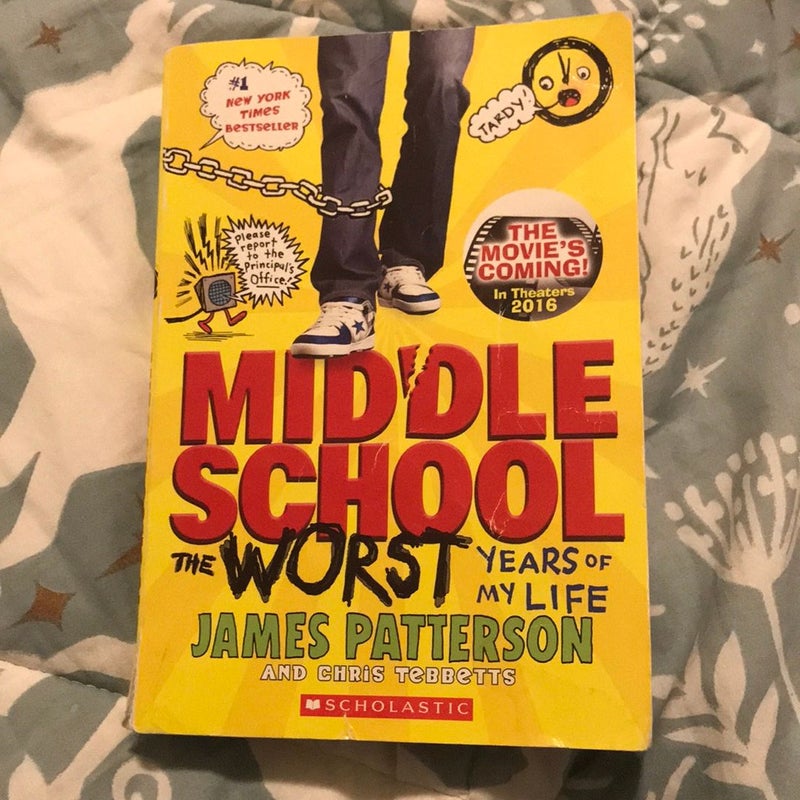 #1
NEW YORK
TIMES
BESTSELLER
TARDY!
Please
report
to the
Principal's
Office!
THE
MOVIE'S
COMING!
In Theaters
2016
MIDDLE
SCHOOL
THE WORST YEARS OF
MY LIFE
JAMES PATTERSON
AND CHRIS TEBBETTS
SCHOLASTIC